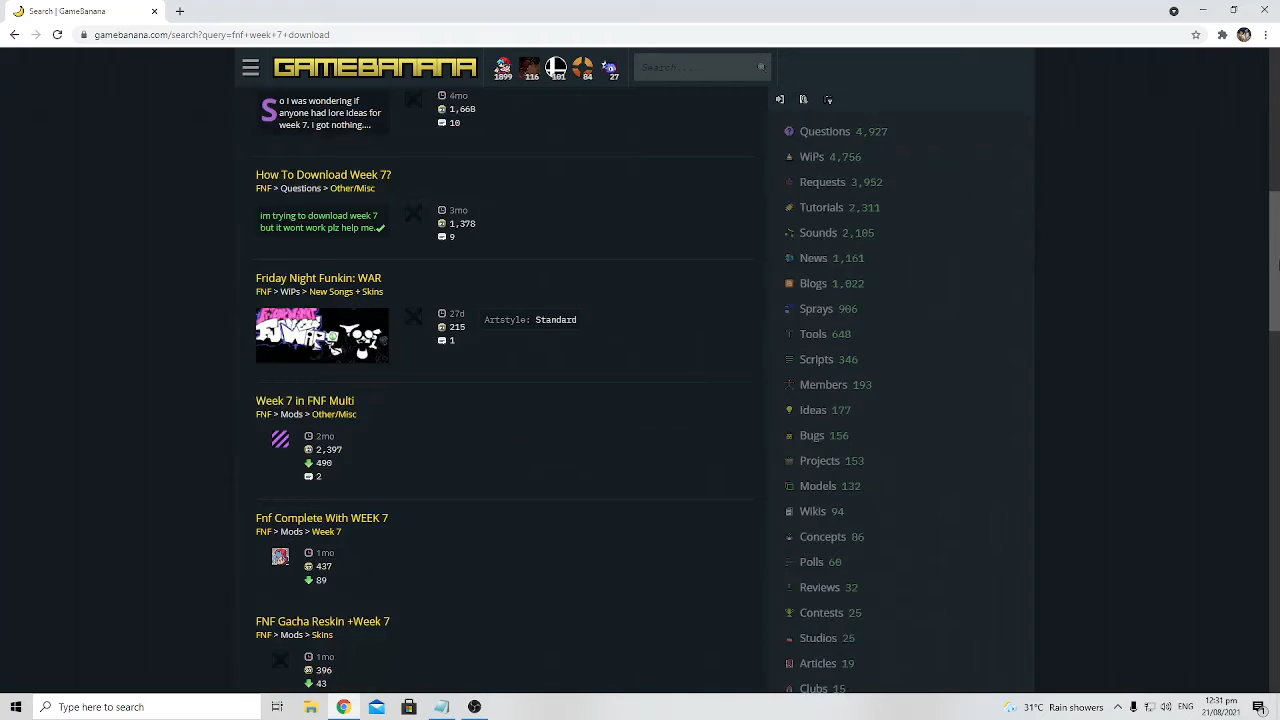 Search | GameBanana
gamebanana.com/search?query=fnf+week+7+download
GAMEBANANA
1899
116
101
84
27
Search......
So I was wondering if
anyone had lore ideas for
week 7. I got nothing....
4mo
1,668
10
How To Download Week 7?
FNF > Questions > Other/Misc
im trying to download week 7
but it wont work plz help me.
3mo
1,378
9
Friday Night Funkin: WAR
FNF > WiPs > New Songs + Skins
27d
215
1
Artstyle: Standard
Week 7 in FNF Multi
FNF > Mods > Other/Misc
2mo
2,397
490
2
Fnf Complete With WEEK 7
FNF > Mods > Week 7
1mo
437
89
FNF Gacha Reskin +Week 7
FNF > Mods > Skins
1mo
396
43
Questions 4,927
WiPs 4,756
Requests 3,952
Tutorials 2,311
Sounds 2,105
News 1,161
Blogs 1,022
Sprays 906
Tools 648
Scripts 346
Members 193
Ideas 177
Bugs 156
Projects 153
Models 132
Wikis 94
Concepts 86
Polls 60
Reviews 32
Contests 25
Studios 25
Articles 19
Clubs 15
Type here to search
31°C Rain showers
ENG
12:31 pm
21/08/2021